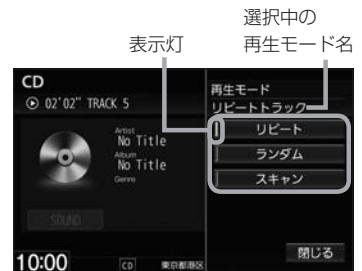 選択中の
表示灯
再生モード名
CD
02'02" TRACK 5
再生モード
リピートトラック
Artist
No Title
Album
No Title
Genre
リピート
ランダム
スキャン
SOUND
閉じる
10:00
CD
東京都港区